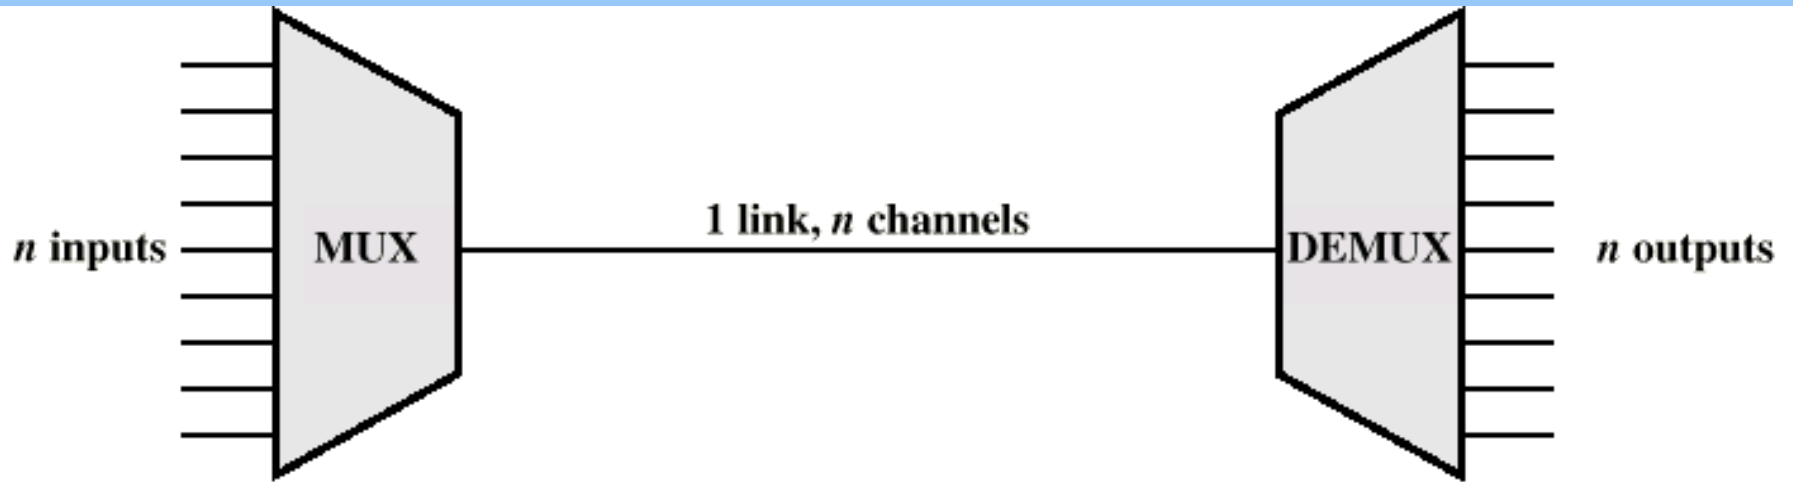 n inputs
MUX
1 link, n channels
DEMUX
n outputs